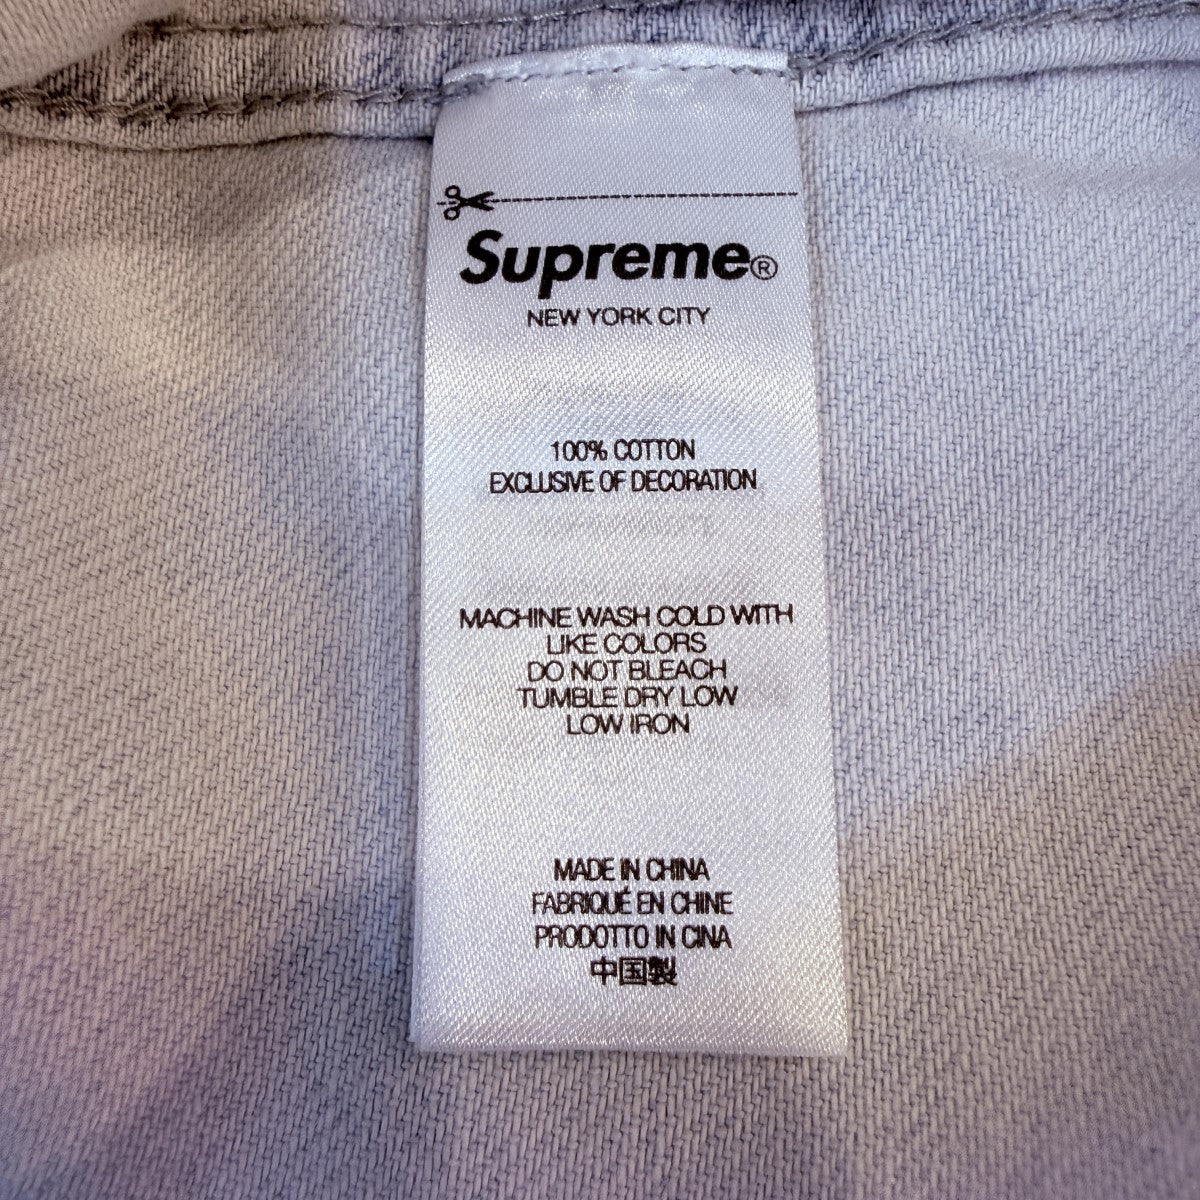 Supreme®
NEW YORK CITY
100% COTTON
EXCLUSIVE OF DECORATION
MACHINE WASH COLD WITH
LIKE COLORS
DO NOT BLEACH
TUMBLE DRY LOW
LOW IRON
MADE IN CHINA
FABRIQUÉ EN CHINE
PRODOTTO IN CINA
中国製